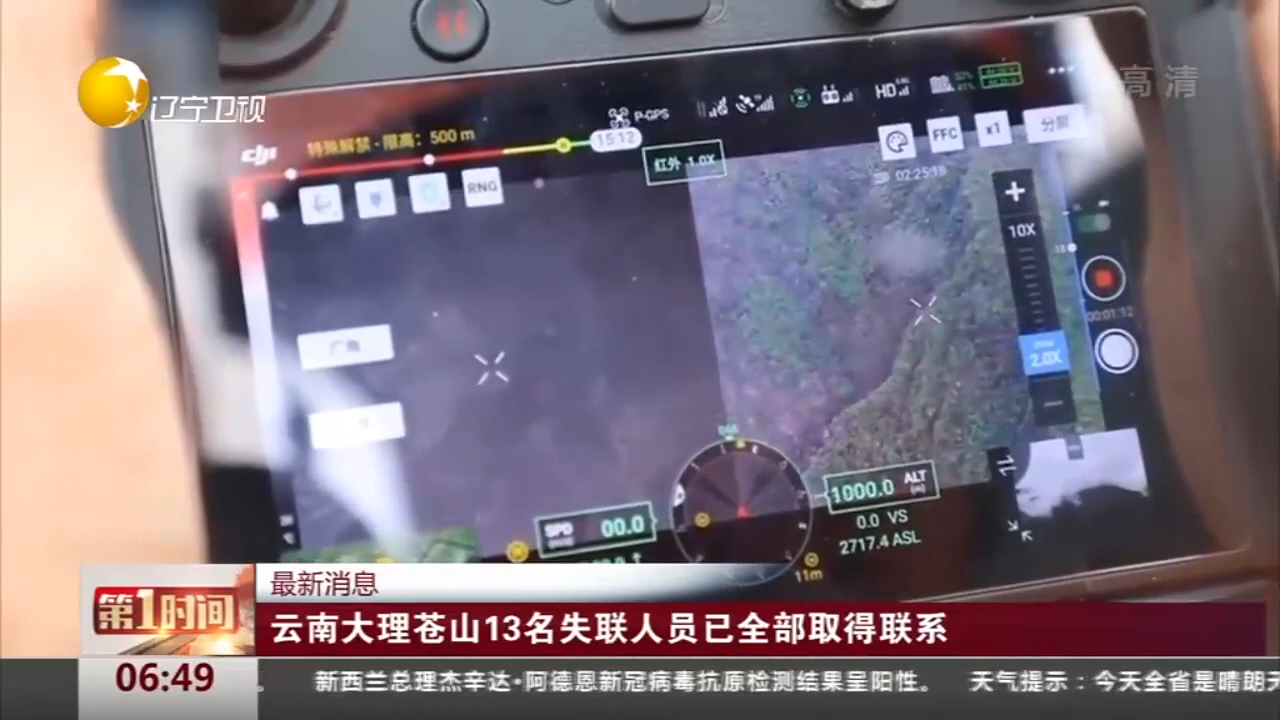 辽宁卫视
高清
dji
特殊解禁·限高：500 m
15:12
P-GPS
HD
红外 1.0X
FFC
x1
分屏
RNG
02:25:19
10X
2.0X
00:01:12
广角
SPD
00.0
1000.0 ALT
(m)
0.0 VS
2717.4 ASL
11m
最新消息
第1时间
云南大理苍山13名失联人员已全部取得联系
06:49
新西兰总理杰辛达·阿德恩新冠病毒抗原检测结果呈阳性。 天气提示：今天全省是晴朗天